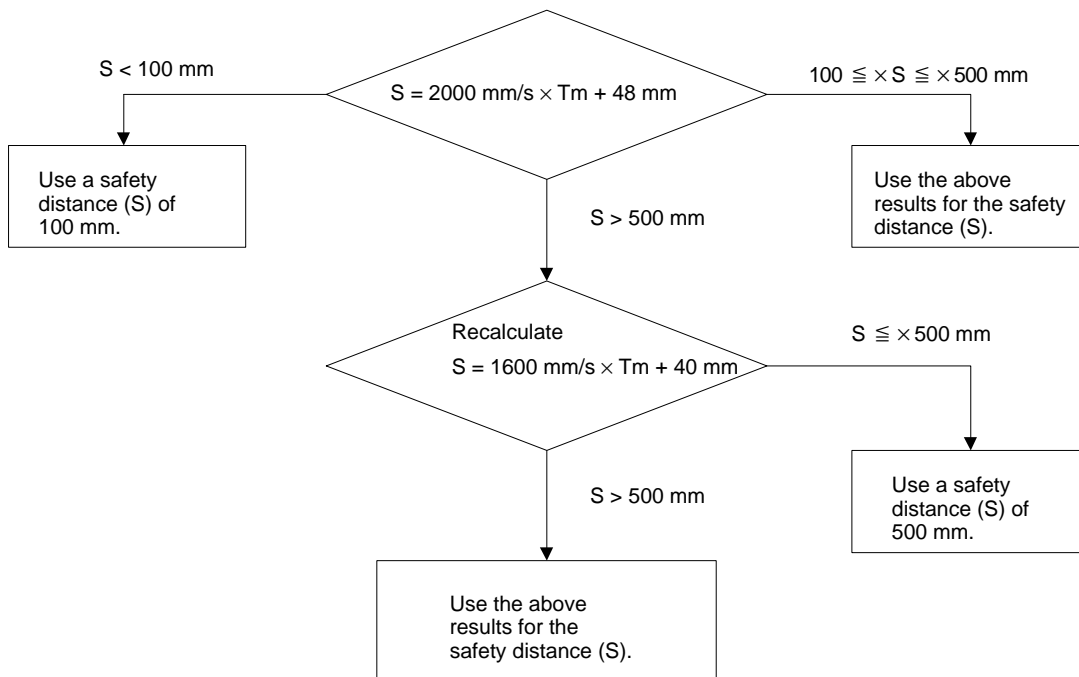 S < 100 mm
S = 2000 mm/s × Tm + 48 mm
100 ≦ × S ≦ × 500 mm
Use a safety
distance (S) of
100 mm.
Use the above
results for the safety
distance (S).
S > 500 mm
Recalculate
S = 1600 mm/s × Tm + 40 mm
S ≦ × 500 mm
S > 500 mm
Use a safety
distance (S) of
500 mm.
Use the above
results for the
safety distance (S).